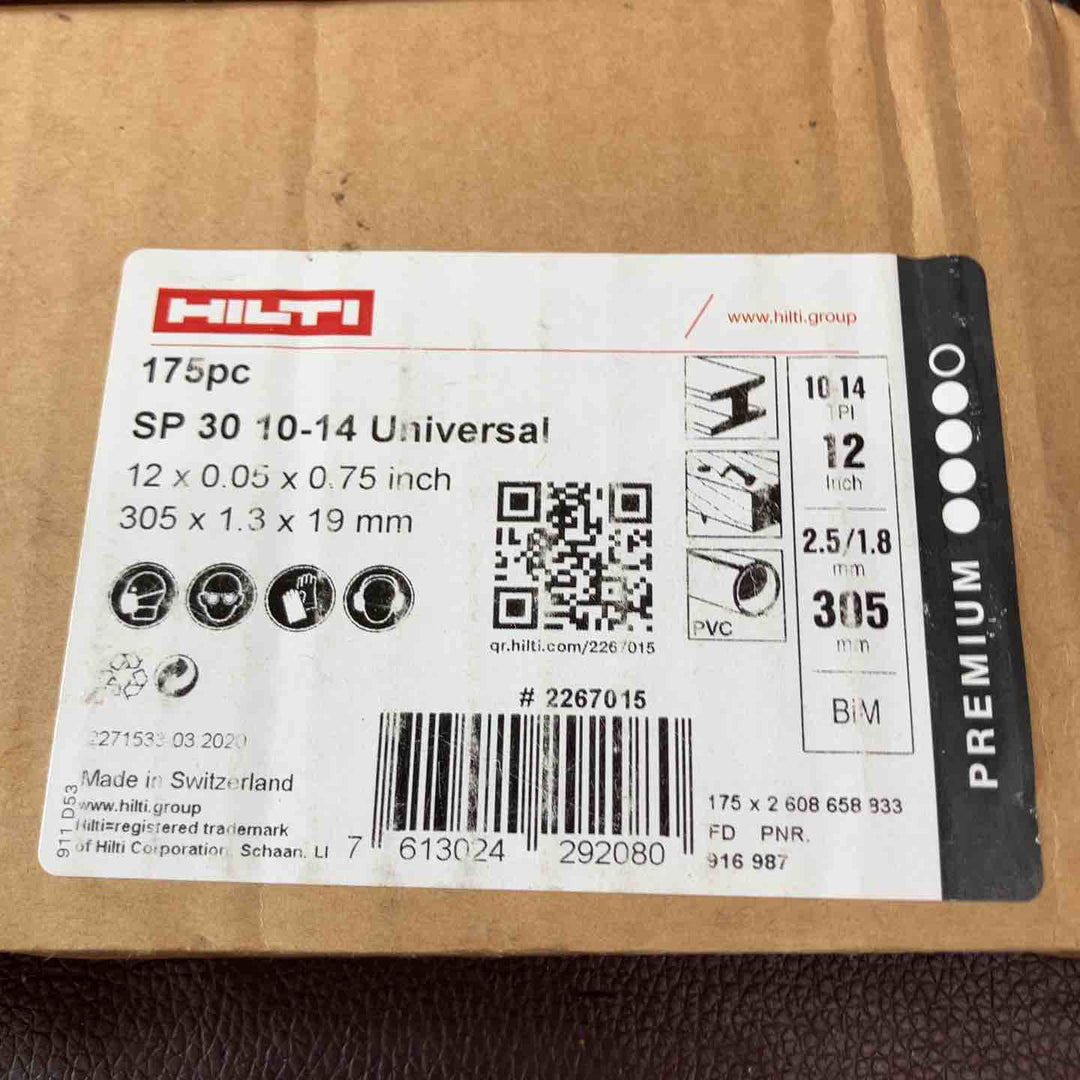 HILTI
www.hilti.group
175pc
SP 30 10-14 Universal
12 x 0.05 x 0.75 inch
305 x 1.3 x 19 mm
qr.hilti.com/2267015
# 2267015
PVC
10-14
TPI
12
Inch
2.5/1.8
mm
305
mm
BiM
PREMIUM
2271533 03.2020
Made in Switzerland
www.hilti.group
Hilti=registered trademark
of Hilti Corporation, Schaan, LI
911 D53
7 613024 292080
175 x 2 608 658 833
FD PNR.
916 987